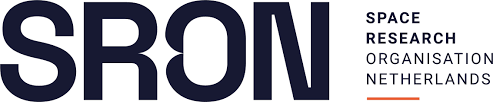 SRON
SPACE
RESEARCH
ORGANISATION
NETHERLANDS